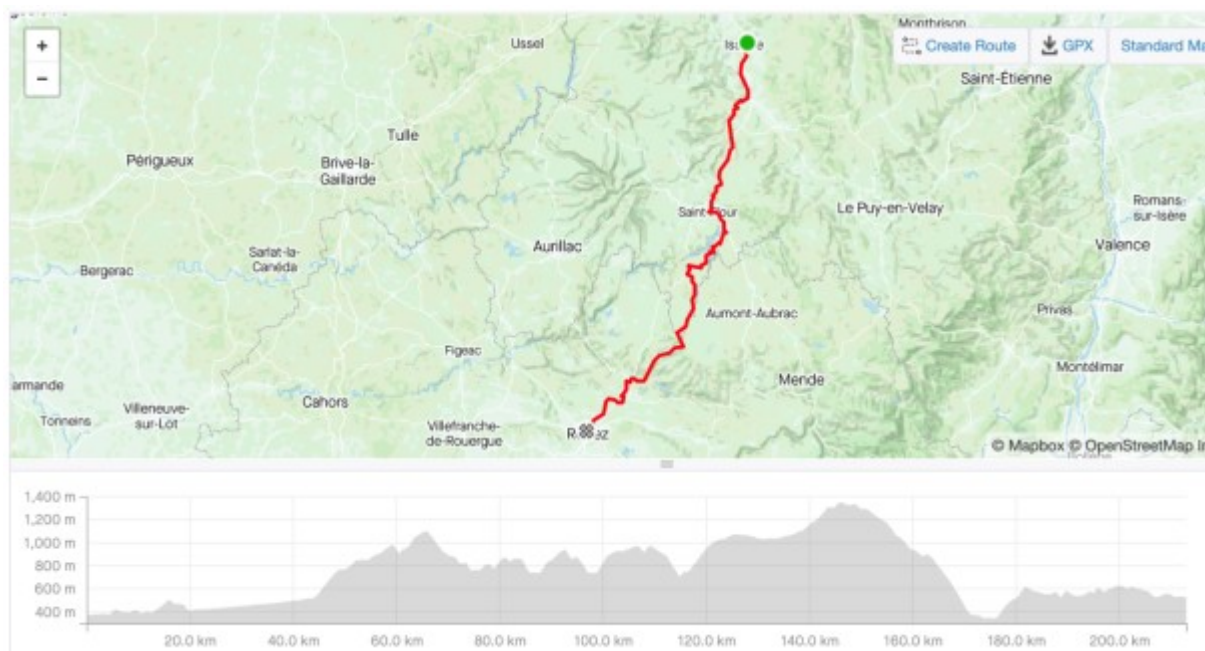 Montbrison
Ussel
+
−
Create Route
GPX
Standard Ma
Saint-Étienne
Tulle
Périgueux
Brive-la-
Gaillarde
Le Puy-en-Velay
Romans-
sur-Isère
Aurillac
Valence
Sarlat-la-
Canéda
Bergerac
Aumont-Aubrac
Privas
Figeac
Montélimar
armande
Mende
Cahors
Villeneuve-
sur-Lot
Tonneins
Villefranche-
de-Rouergue
© Mapbox © OpenStreetMap Im
1,400 m
1,200 m
1,000 m
800 m
600 m
400 m
20.0 km
40.0 km
60.0 km
80.0 km
100.0 km
120.0 km
140.0 km
160.0 km
180.0 km
200.0 km